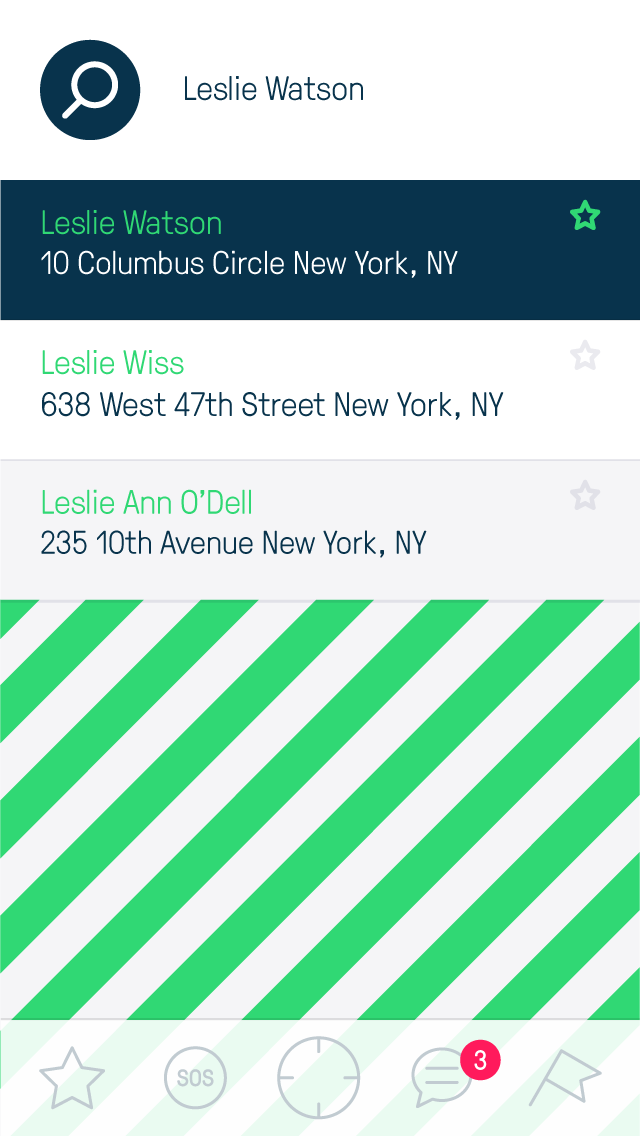 Leslie Watson
Leslie Watson
10 Columbus Circle New York, NY
Leslie Wiss
638 West 47th Street New York, NY
Leslie Ann O’Dell
235 10th Avenue New York, NY
SOS
3